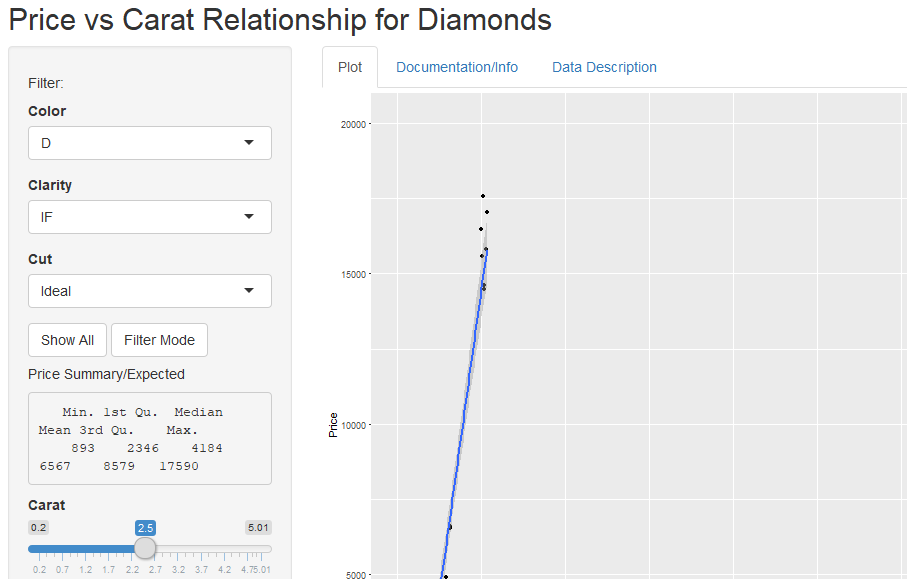 Price vs Carat Relationship for Diamonds
Plot
Documentation/Info
Data Description
Filter:
Color
D
Clarity
IF
Cut
Ideal
Show All
Filter Mode
Price Summary/Expected
Min. 1st Qu. Median
Mean 3rd Qu. Max.
893 2346 4184
6567 8579 17590
Carat
0.2 2.5 5.01
0.2 0.7 1.2 1.7 2.2 2.7 3.2 3.7 4.2 4.75.01
20000
15000
10000
5000
Price